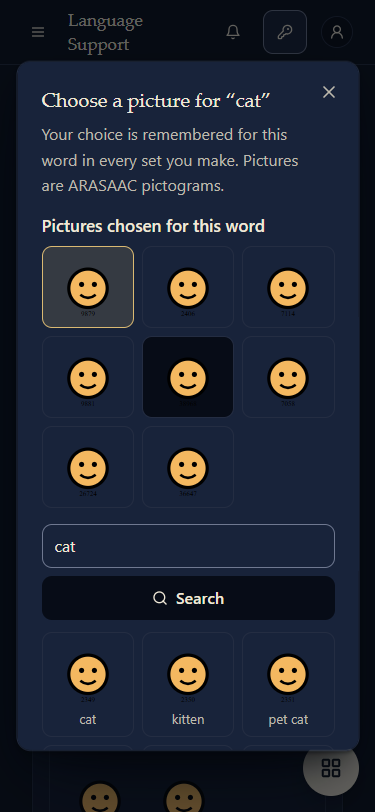 Language
Support
Choose a picture for “cat”
Your choice is remembered for this
word in every set you make. Pictures
are ARASAAC pictograms.
Pictures chosen for this word
cat
Search
cat
kitten
pet cat